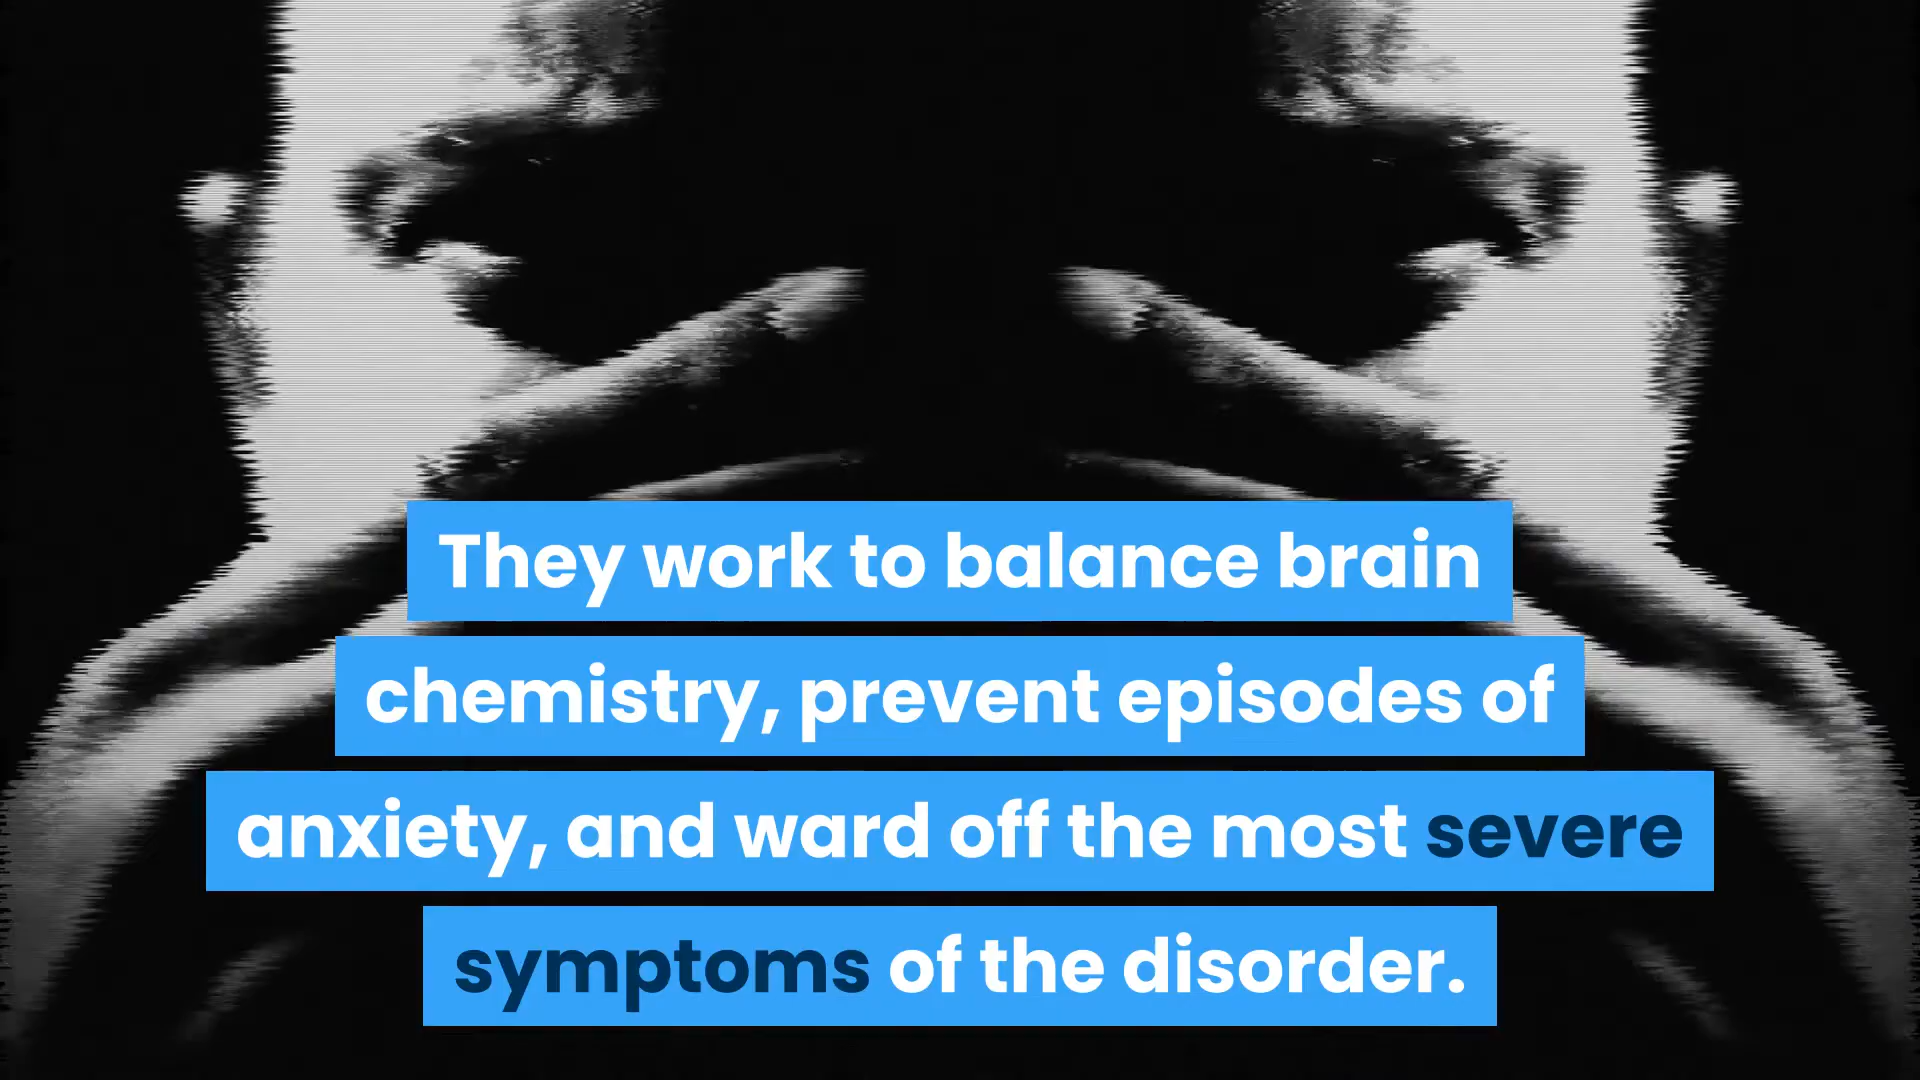 They work to balance brain
chemistry, prevent episodes of
anxiety, and ward off the most severe
symptoms of the disorder.